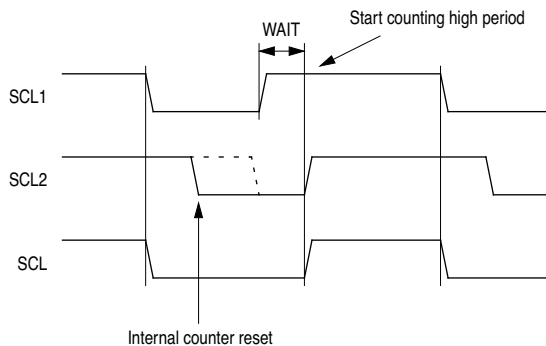 Start counting high period
WAIT
SCL1
SCL2
SCL
Internal counter reset